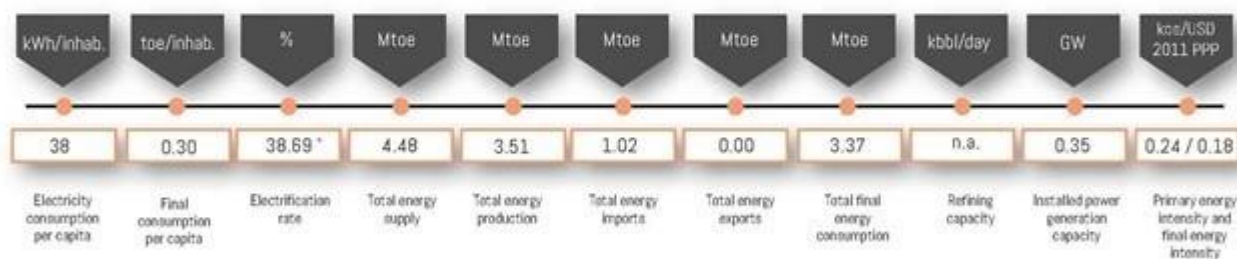 kWh/inhab.
toe/inhab.
%
Mtoe
Mtoe
Mtoe
Mtoe
Mtoe
kbbl/day
GW
koe/USD
2011 PPP
38
0.30
38.69 *
4.48
3.51
1.02
0.00
3.37
n.a.
0.35
0.24 / 0.18
Electricity
consumption
per capita
Final
consumption
per capita
Electrification
rate
Total energy
supply
Total energy
production
Total energy
imports
Total energy
exports
Total final
energy
consumption
Refining
capacity
Installed power
generation
capacity
Primary energy
intensity and
final energy
intensity